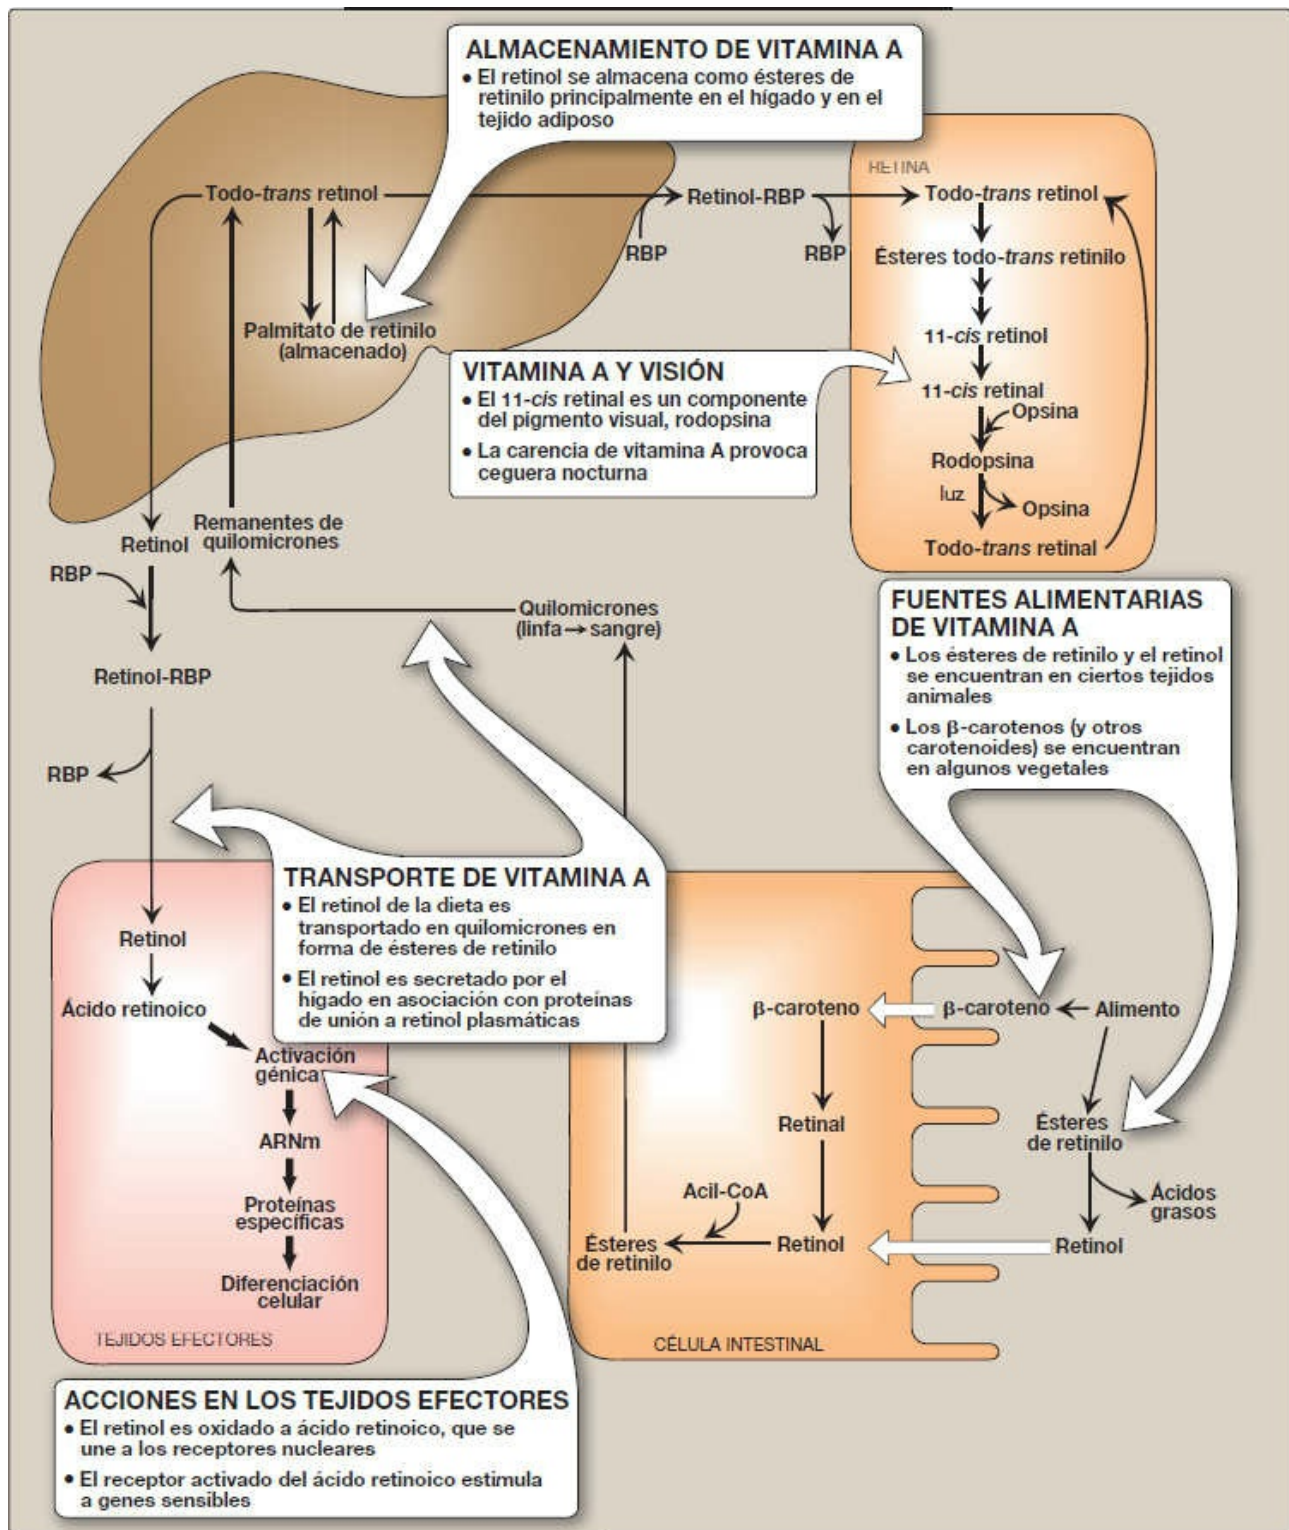 ALMACENAMIENTO DE VITAMINA A
• El retinol se almacena como ésteres de
retinilo principalmente en el hígado y en el
tejido adiposo
RETINA
Todo-trans retinol
Retinol-RBP
Todo-trans retinol
RBP
RBP
Ésteres todo-trans retinilo
Palmitato de retinilo
(almacenado)
11-cis retinol
VITAMINA A Y VISIÓN
• El 11-cis retinal es un componente
del pigmento visual, rodopsina
• La carencia de vitamina A provoca
ceguera nocturna
11-cis retinal
Opsina
Rodopsina
luz
Opsina
Todo-trans retinal
Remanentes de
quilomicrones
Retinol
RBP
Quilomicrones
(linfa→sangre)
Retinol-RBP
RBP
FUENTES ALIMENTARIAS
DE VITAMINA A
• Los ésteres de retinilo y el retinol
se encuentran en ciertos tejidos
animales
• Los β-carotenos (y otros
carotenoides) se encuentran
en algunos vegetales
TRANSPORTE DE VITAMINA A
• El retinol de la dieta es
transportado en quilomicrones en
forma de ésteres de retinilo
• El retinol es secretado por el
hígado en asociación con proteínas
de unión a retinol plasmáticas
Retinol
Ácido retinoico
Activación
génica
ARNm
Proteínas
específicas
Diferenciación
celular
TEJIDOS EFECTORES
β-caroteno
β-caroteno
Alimento
Retinal
Ésteres
de retinilo
Acil-CoA
Ácidos
grasos
Ésteres
de retinilo
Retinol
Retinol
CÉLULA INTESTINAL
ACCIONES EN LOS TEJIDOS EFECTORES
• El retinol es oxidado a ácido retinoico, que se
une a los receptores nucleares
• El receptor activado del ácido retinoico estimula
a genes sensibles